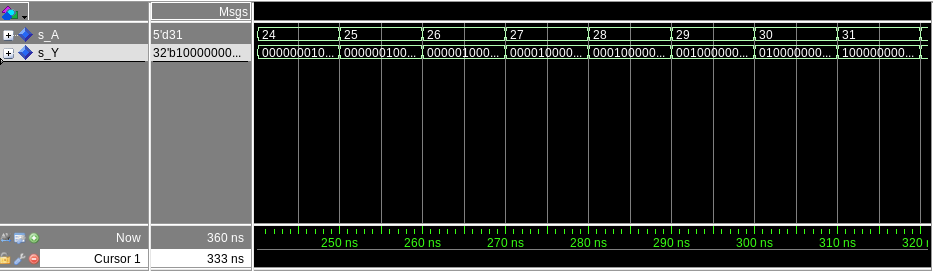 Msgs
s_A 5'd31 24 25 26 27 28 29 30 31
s_Y 32'b10000000... 000000010... 000000100... 000001000... 000010000... 000100000... 001000000... 010000000... 100000000...
Now 360 ns 250 ns 260 ns 270 ns 280 ns 290 ns 300 ns 310 ns 320
Cursor 1 333 ns